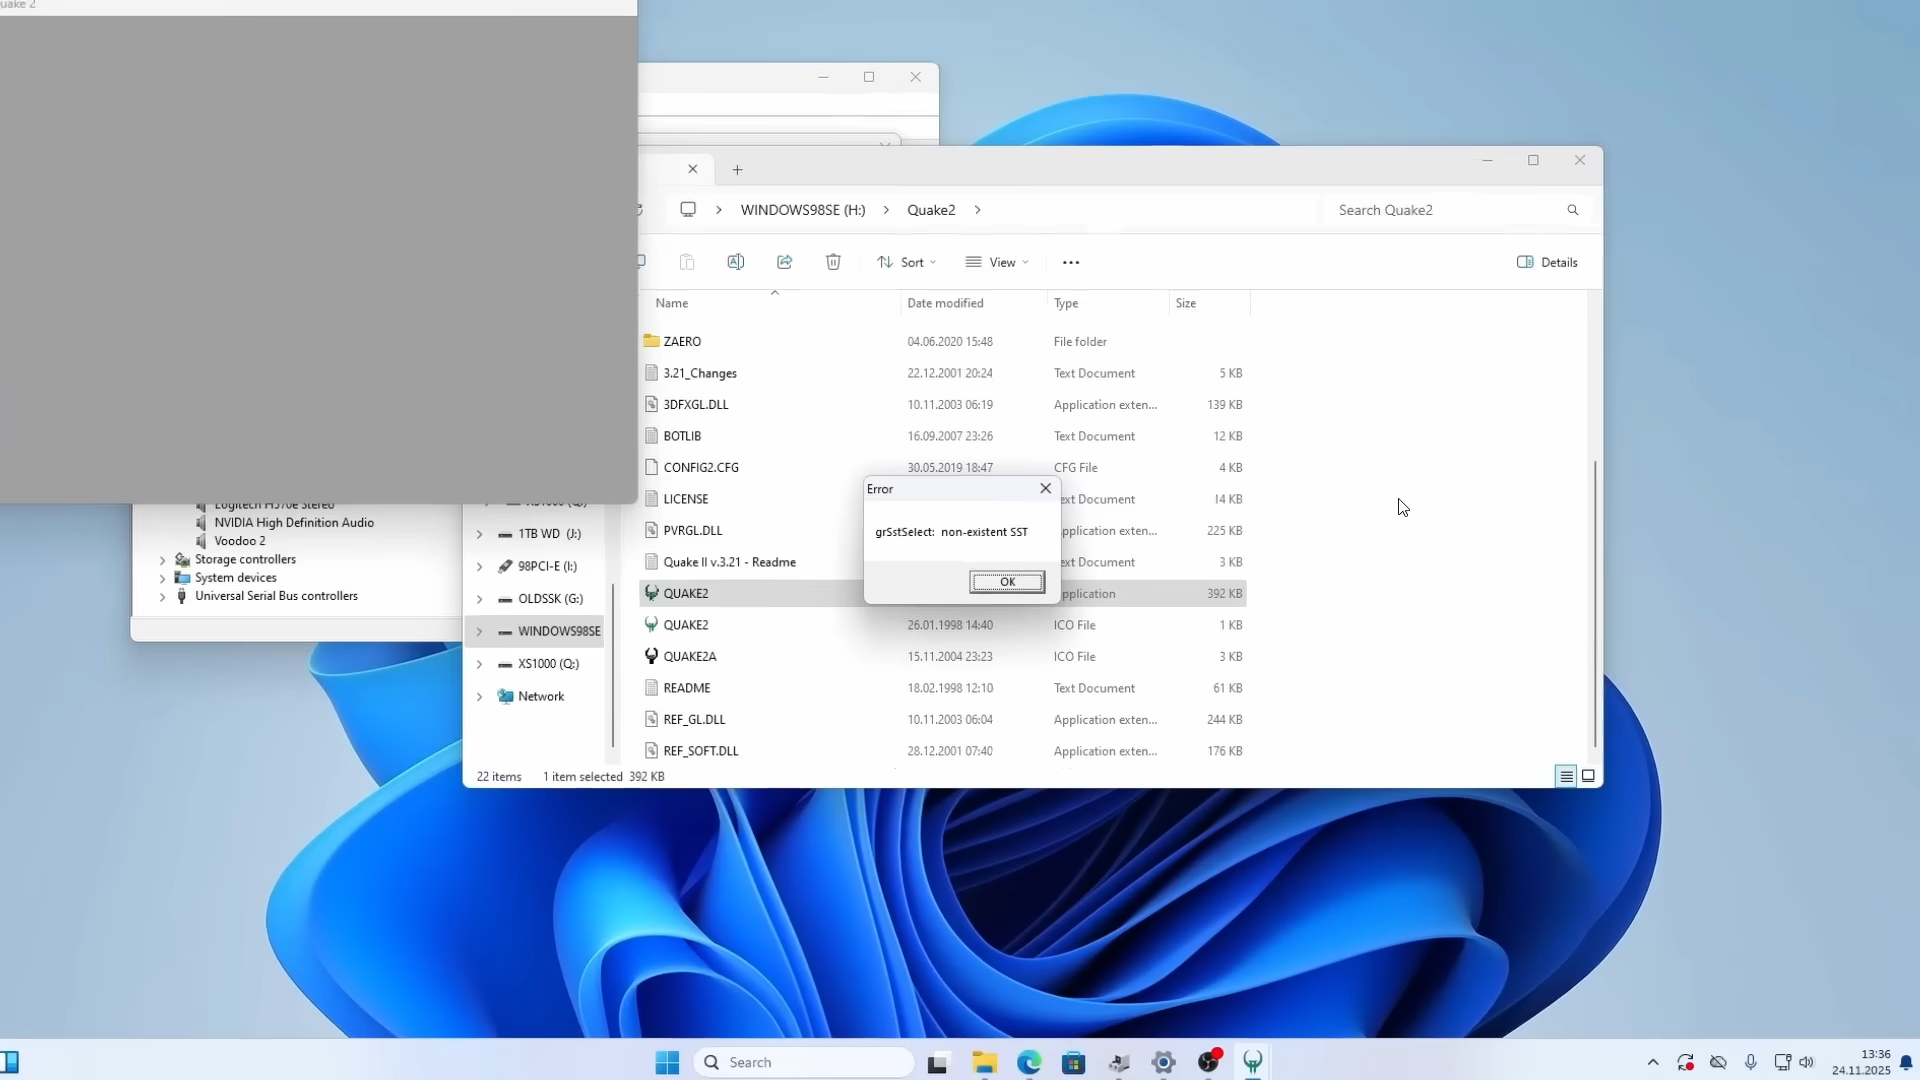 Quake 2
WINDOWS98SE (H:)
Quake2
Search Quake2
Sort
View
Details
Name
Date modified
Type
Size
ZAERO
04.06.2020 15:48
File folder
3.21_Changes
22.12.2001 20:24
Text Document
5 KB
3DFXGL.DLL
10.11.2003 06:19
Application exten...
139 KB
BOTLIB
16.09.2007 23:26
Text Document
12 KB
CONFIG2.CFG
30.05.2019 18:47
CFG File
4 KB
LICENSE
ext Document
14 KB
PVRGL.DLL
pplication exten...
225 KB
Quake II v.3.21 - Readme
ext Document
3 KB
QUAKE2
pplication
392 KB
QUAKE2
26.01.1998 14:40
ICO File
1 KB
QUAKE2A
15.11.2004 23:23
ICO File
3 KB
README
18.02.1998 12:10
Text Document
61 KB
REF_GL.DLL
10.11.2003 06:04
Application exten...
244 KB
REF_SOFT.DLL
28.12.2001 07:40
Application exten...
176 KB
Error
grSstSelect: non-existent SST
OK
Logitech H570e Stereo
NVIDIA High Definition Audio
Voodoo 2
Storage controllers
System devices
Universal Serial Bus controllers
XS1000 (Q:)
1TB WD (J:)
98PCI-E (I:)
OLDSSK (G:)
WINDOWS98SE
XS1000 (Q:)
Network
22 items
1 item selected 392 KB
Search
13:36
24.11.2025